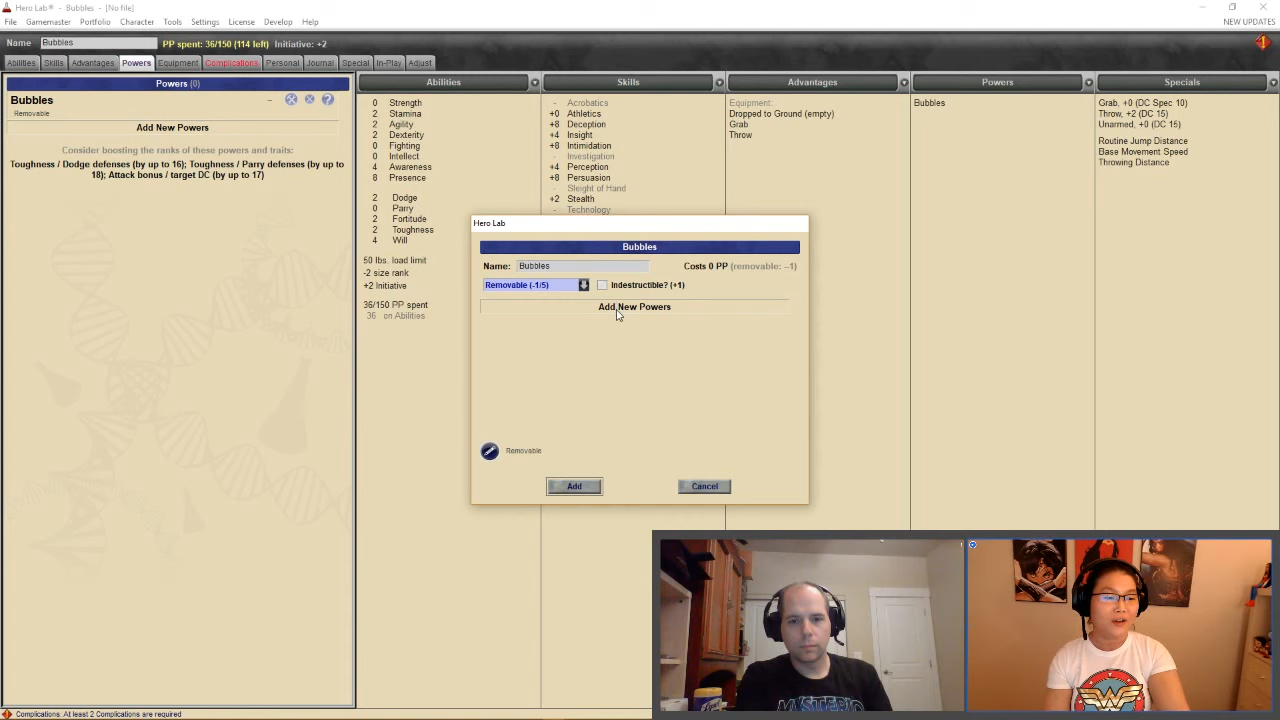 Hero Lab® - Bubbles - [No file]
File Gamemaster Portfolio Character Tools Settings License Develop Help
NEW UPDATES
Name Bubbles PP spent: 36/150 (114 left) Initiative: +2
Abilities Skills Advantages Powers Equipment Complications Personal Journal Special In-Play Adjust
Powers (0)
Bubbles
Removable
Add New Powers
Consider boosting the ranks of these powers and traits:
Toughness / Dodge defenses (by up to 16); Toughness / Parry defenses (by up to
18); Attack bonus / target DC (by up to 17)
Abilities
0 Strength
2 Stamina
2 Agility
2 Dexterity
0 Fighting
0 Intellect
4 Awareness
8 Presence
2 Dodge
0 Parry
2 Fortitude
2 Toughness
4 Will
50 lbs. load limit
-2 size rank
+2 Initiative
36/150 PP spent
36 on Abilities
Skills
- Acrobatics
+0 Athletics
+8 Deception
+4 Insight
+8 Intimidation
- Investigation
+4 Perception
+8 Persuasion
- Sleight of Hand
+2 Stealth
- Technology
Advantages
Equipment:
Dropped to Ground (empty)
Grab
Throw
Powers
Bubbles
Specials
Grab, +0 (DC Spec 10)
Throw, +2 (DC 15)
Unarmed, +0 (DC 15)
Routine Jump Distance
Base Movement Speed
Throwing Distance
Hero Lab
Bubbles
Name: Bubbles Costs 0 PP (removable: –1)
Removable (-1/5) Indestructible? (+1)
Add New Powers
Removable
Add Cancel
Complications: At least 2 Complications are required